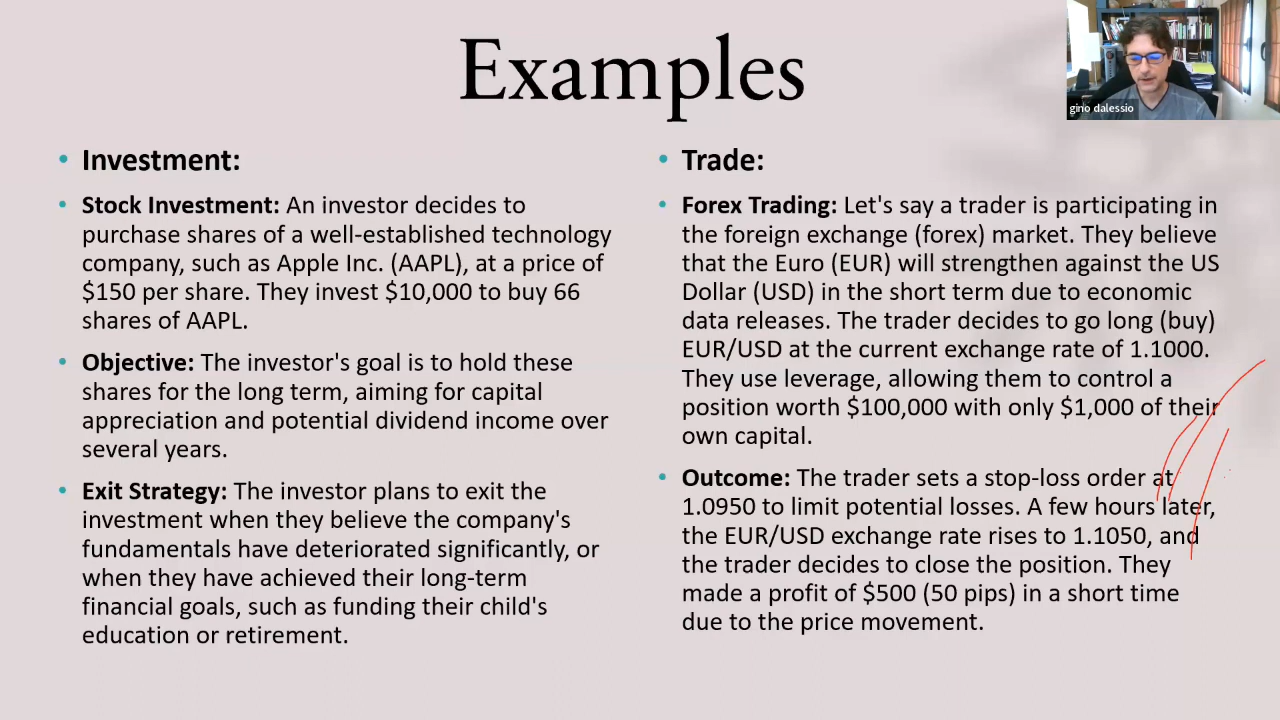 Examples
gino dalessio
• Investment:
• Stock Investment: An investor decides to
purchase shares of a well-established technology
company, such as Apple Inc. (AAPL), at a price of
$150 per share. They invest $10,000 to buy 66
shares of AAPL.
• Objective: The investor's goal is to hold these
shares for the long term, aiming for capital
appreciation and potential dividend income over
several years.
• Exit Strategy: The investor plans to exit the
investment when they believe the company's
fundamentals have deteriorated significantly, or
when they have achieved their long-term
financial goals, such as funding their child's
education or retirement.
• Trade:
• Forex Trading: Let's say a trader is participating in
the foreign exchange (forex) market. They believe
that the Euro (EUR) will strengthen against the US
Dollar (USD) in the short term due to economic
data releases. The trader decides to go long (buy)
EUR/USD at the current exchange rate of 1.1000.
They use leverage, allowing them to control a
position worth $100,000 with only $1,000 of their
own capital.
• Outcome: The trader sets a stop-loss order at
1.0950 to limit potential losses. A few hours later,
the EUR/USD exchange rate rises to 1.1050, and
the trader decides to close the position. They
made a profit of $500 (50 pips) in a short time
due to the price movement.